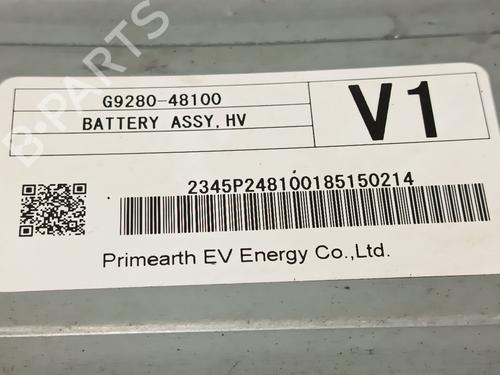 B-PARTS
G9280-48100
BATTERY ASSY,HV
V1
2345P248100185150214
Primearth EV Energy Co.,Ltd.